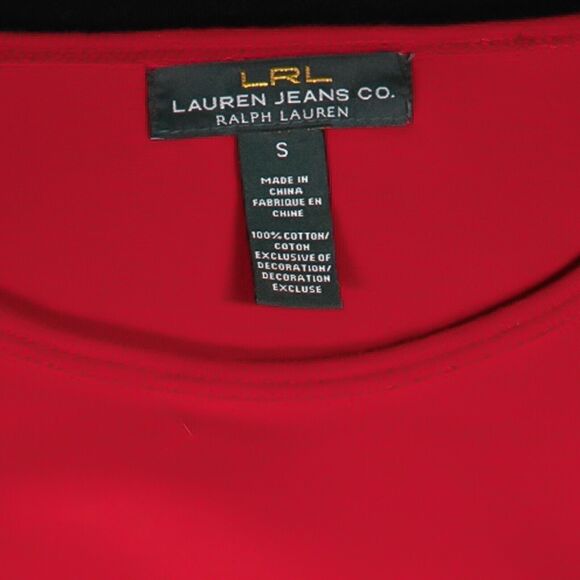 LRL
LAUREN JEANS CO.
RALPH LAUREN
S
MADE IN
CHINA
FABRIQUE EN
CHINE
100% COTTON/
COTON
EXCLUSIVE OF
DECORATION/
DECORATION
EXCLUSE